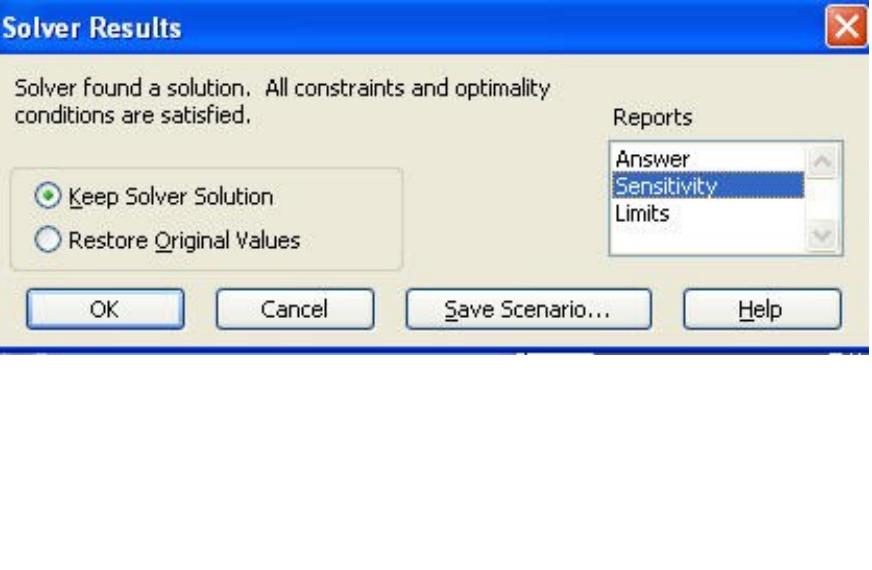 Solver Results
Solver found a solution. All constraints and optimality
conditions are satisfied.
Reports
Answer
Sensitivity
Limits
Keep Solver Solution
Restore Original Values
OK
Cancel
Save Scenario...
Help